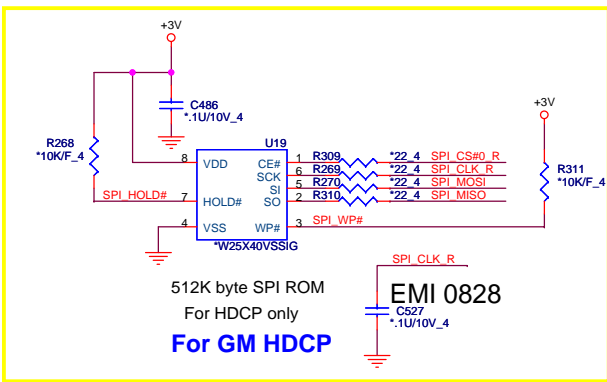 +3V
C486
*.1U/10V_4
R268
*10K/F_4
U19
+3V
8 VDD CE# 1 R309 *22_4 SPI_CS#0_R
SCK 6 R269 *22_4 SPI_CLK_R
SI 5 R270 *22_4 SPI_MOSI
SPI_HOLD# 7 HOLD# SO 2 R310 *22_4 SPI_MISO
R311
*10K/F_4
4 VSS WP# 3 SPI_WP#
*W25X40VSSIG
SPI_CLK_R
512K byte SPI ROM
For HDCP only
For GM HDCP
EMI 0828
C527
*.1U/10V_4